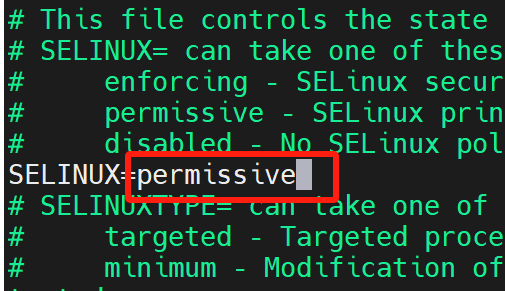 # This file controls the state
# SELINUX= can take one of thes
#     enforcing - SELinux secur
#     permissive - SELinux prin
#     disabled - No SELinux pol
SELINUX=permissive
# SELINUXTYPE= can take one of
#     targeted - Targeted proce
#     minimum - Modification of